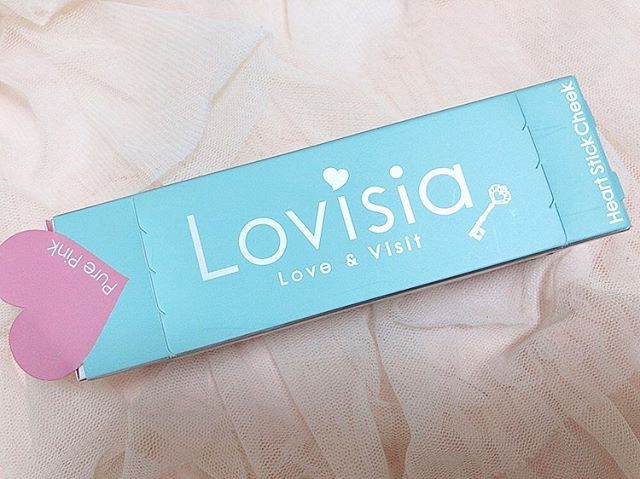 Lovisia
Love & Visit
Heart Stick Cheek
Pure Pink